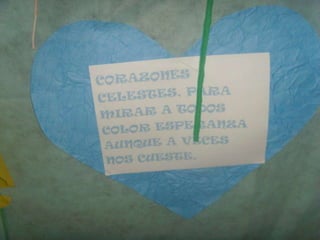 CORAZONES
CELESTES. PARA
MIRAR A TODOS
COLOR ESPERANZA
AUNQUE A VECES
NOS CUESTE.